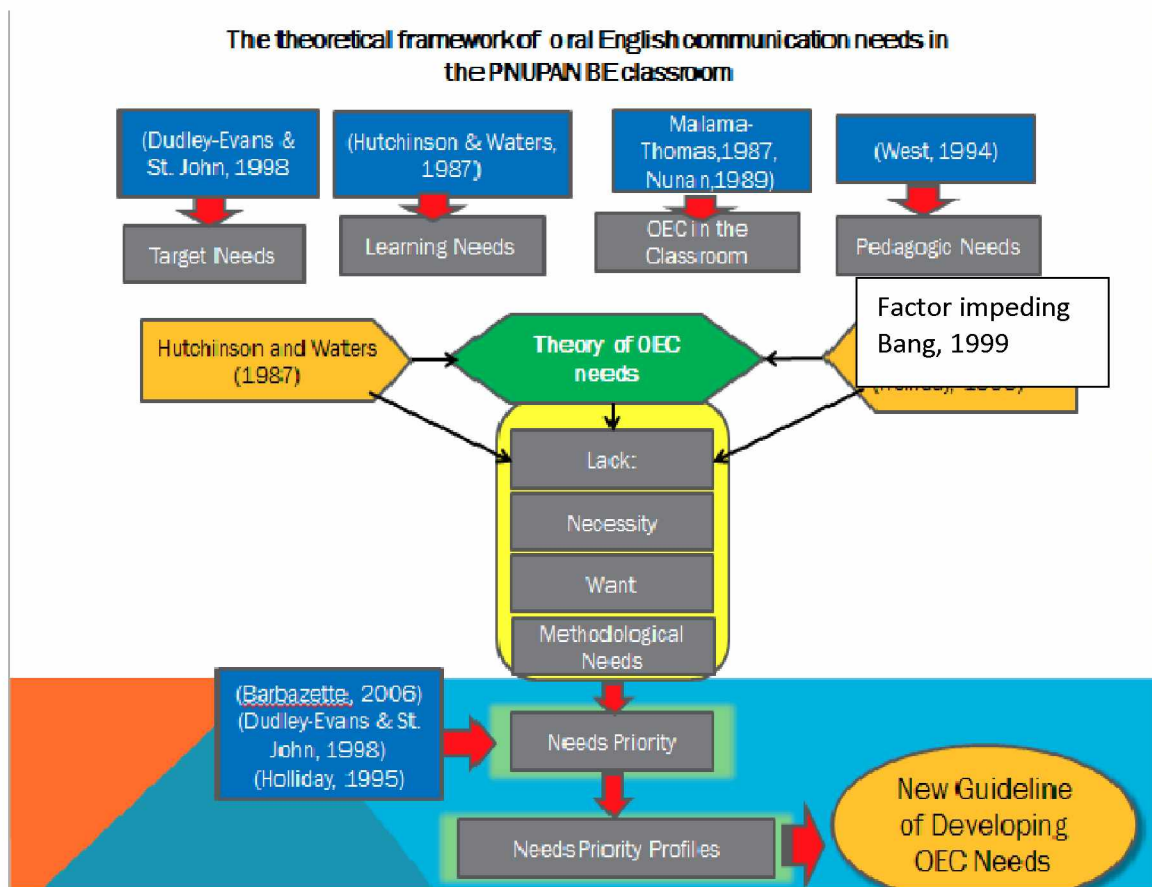 The theoretical framework of oral English communication needs in
the PNUPAN BE classroom
(Dudley-Evans &
St. John, 1998
(Hutchinson & Waters,
1987)
Malama-
Thomas,1987,
Nunan,1989)
(West, 1994)
Target Needs
Learning Needs
OEC in the
Classroom
Pedagogic Needs
Hutchinson and Waters
(1987)
Theory of OEC
needs
Factor impeding
Bang, 1999
Lack:
Necessity
Want
Methodological
Needs
(Barbazette, 2006)
(Dudley-Evans & St.
John, 1998)
(Holliday, 1995)
Needs Priority
Needs Priority Profiles
New Guideline
of Developing
OEC Needs